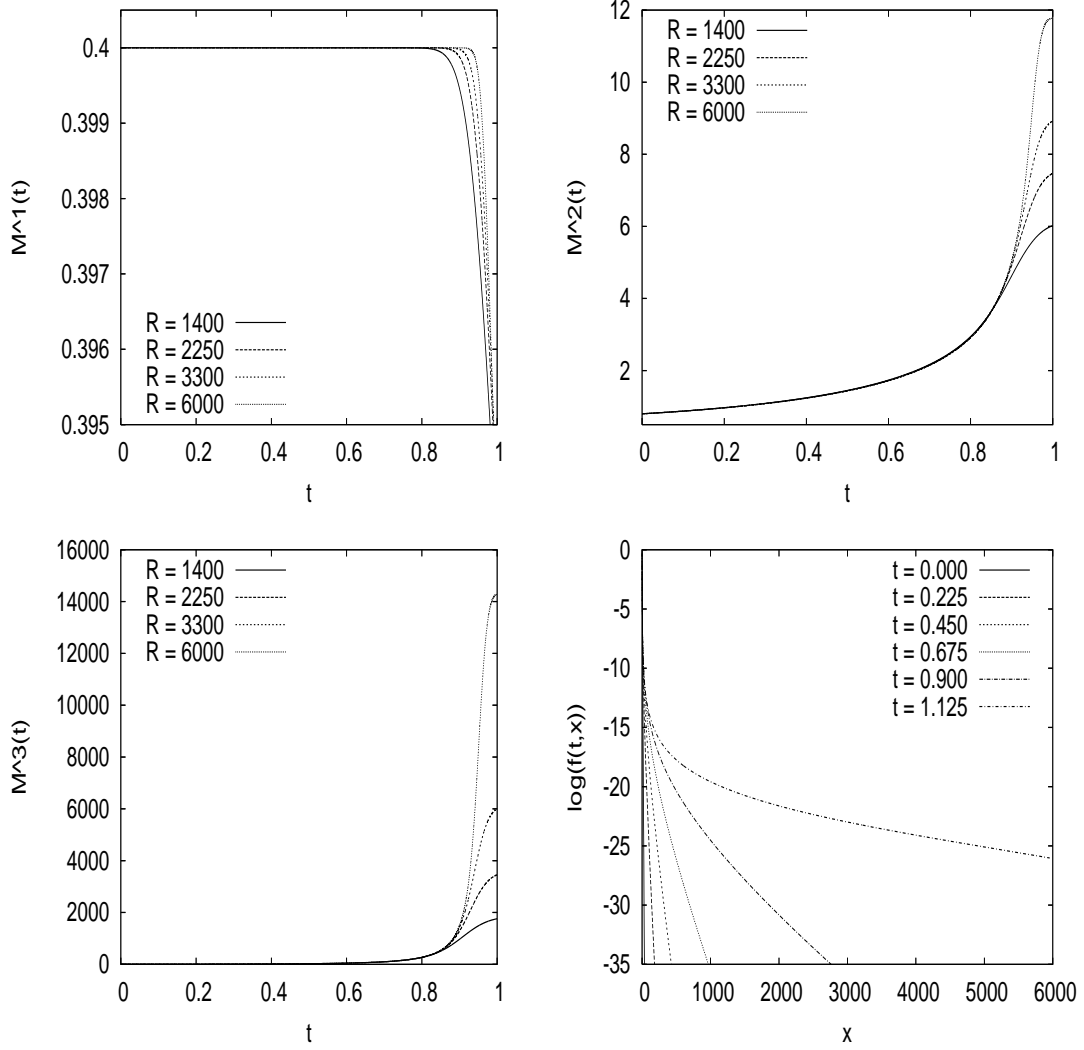 M^1(t)
0.4
0.399
0.398
0.397
0.396
0.395
R = 1400
R = 2250
R = 3300
R = 6000
0 0.2 0.4 0.6 0.8 1
t
M^2(t)
12
10
8
6
4
2
R = 1400
R = 2250
R = 3300
R = 6000
0 0.2 0.4 0.6 0.8 1
t
M^3(t)
16000
14000
12000
10000
8000
6000
4000
2000
0
R = 1400
R = 2250
R = 3300
R = 6000
0 0.2 0.4 0.6 0.8 1
t
log(f(t,x))
0
-5
-10
-15
-20
-25
-30
-35
t = 0.000
t = 0.225
t = 0.450
t = 0.675
t = 0.900
t = 1.125
0 1000 2000 3000 4000 5000 6000
x